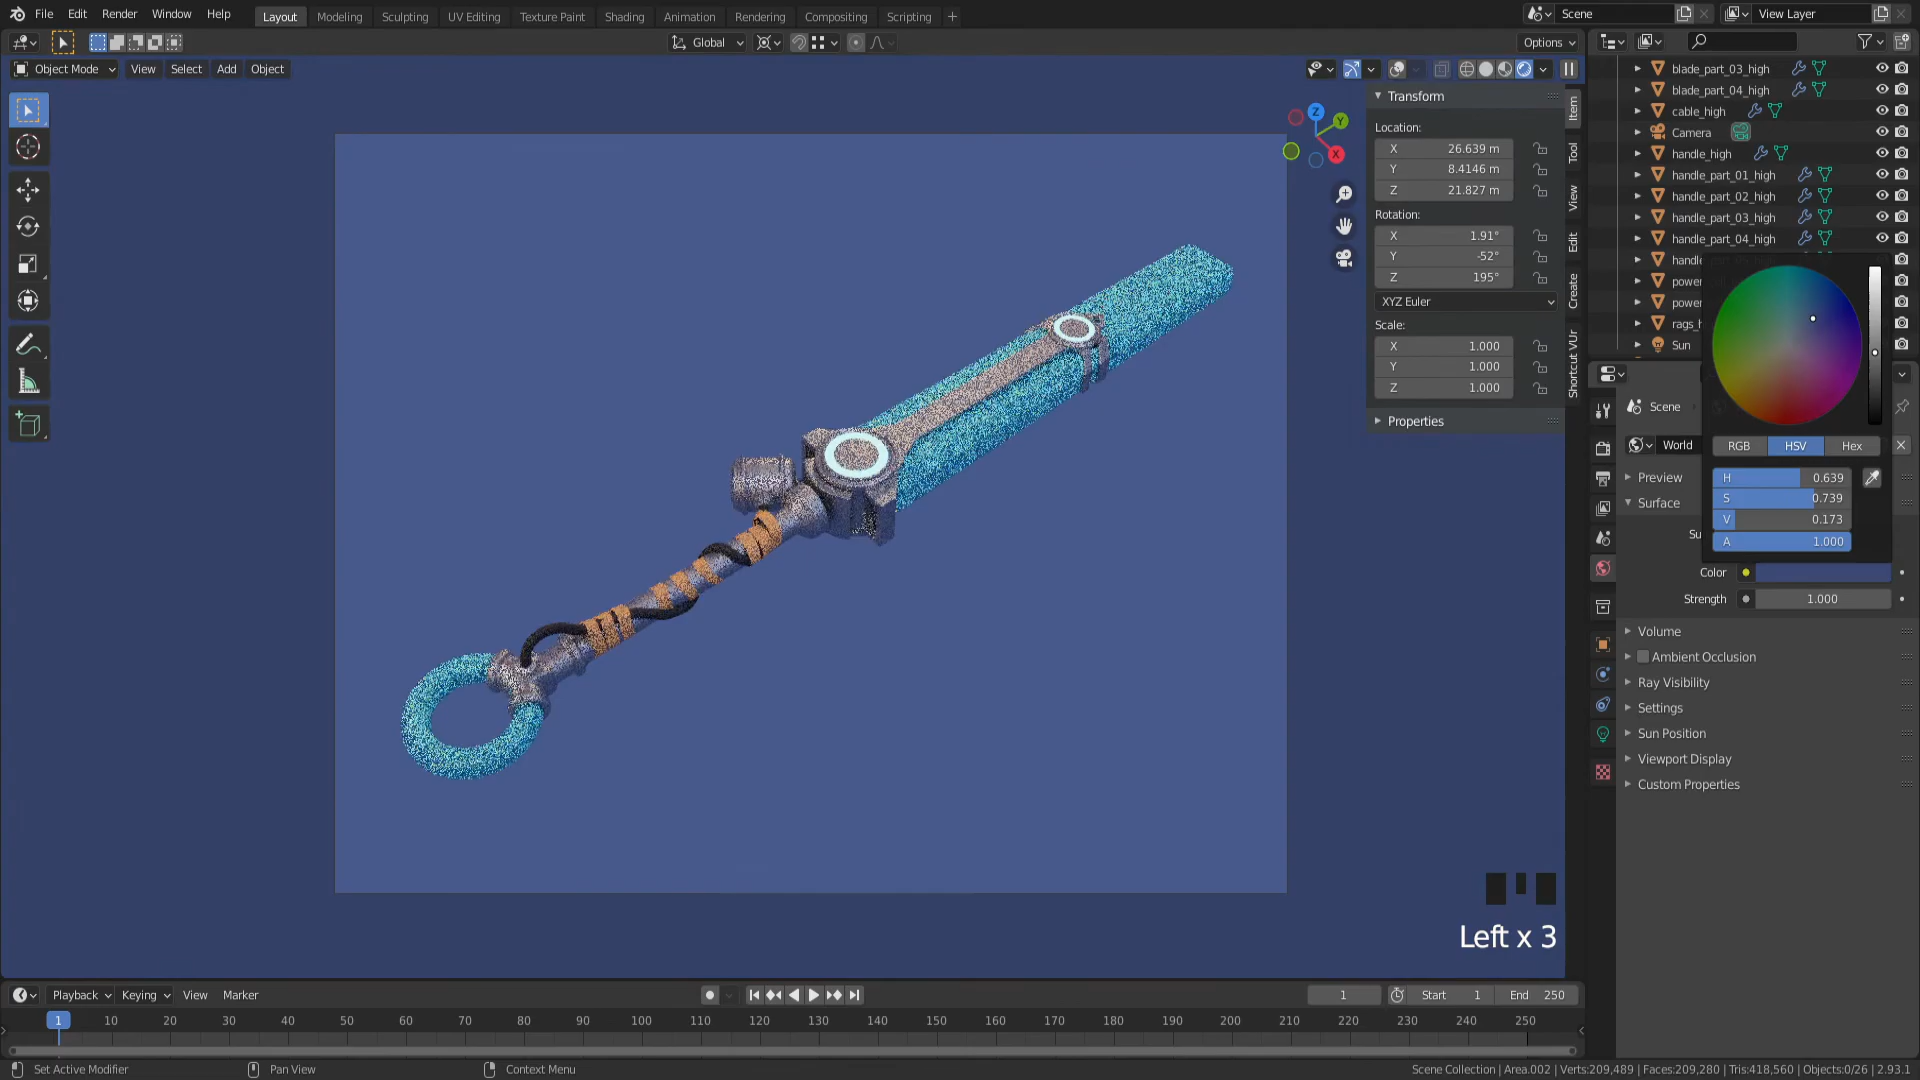 File Edit Render Window Help Layout Modeling Sculpting UV Editing Texture Paint Shading Animation Rendering Compositing Scripting + Scene View Layer
Global Options
Object Mode View Select Add Object
blade_part_03_high
blade_part_04_high
cable_high
Camera
handle_high
handle_part_01_high
handle_part_02_high
handle_part_03_high
handle_part_04_high
handl
power
power
rags_h
Sun
Z
Y
X
Transform
Location:
X 26.639 m
Y 8.4146 m
Z 21.827 m
Rotation:
X 1.91°
Y -52°
Z 195°
XYZ Euler
Scale:
X 1.000
Y 1.000
Z 1.000
Properties
Item
Tool
View
Edit
Create
Shortcut VUr
Scene
World
RGB HSV Hex
H 0.639
S 0.739
V 0.173
A 1.000
Preview
Surface
Su
Color
Strength 1.000
Volume
Ambient Occlusion
Ray Visibility
Settings
Sun Position
Viewport Display
Custom Properties
Left x 3
Playback Keying View Marker 1 Start 1 End 250
1 10 20 30 40 50 60 70 80 90 100 110 120 130 140 150 160 170 180 190 200 210 220 230 240 250
Set Active Modifier Pan View Context Menu Scene Collection | Area.002 | Verts:209,489 | Faces:209,280 | Tris:418,560 | Objects:0/26 | 2.93.1